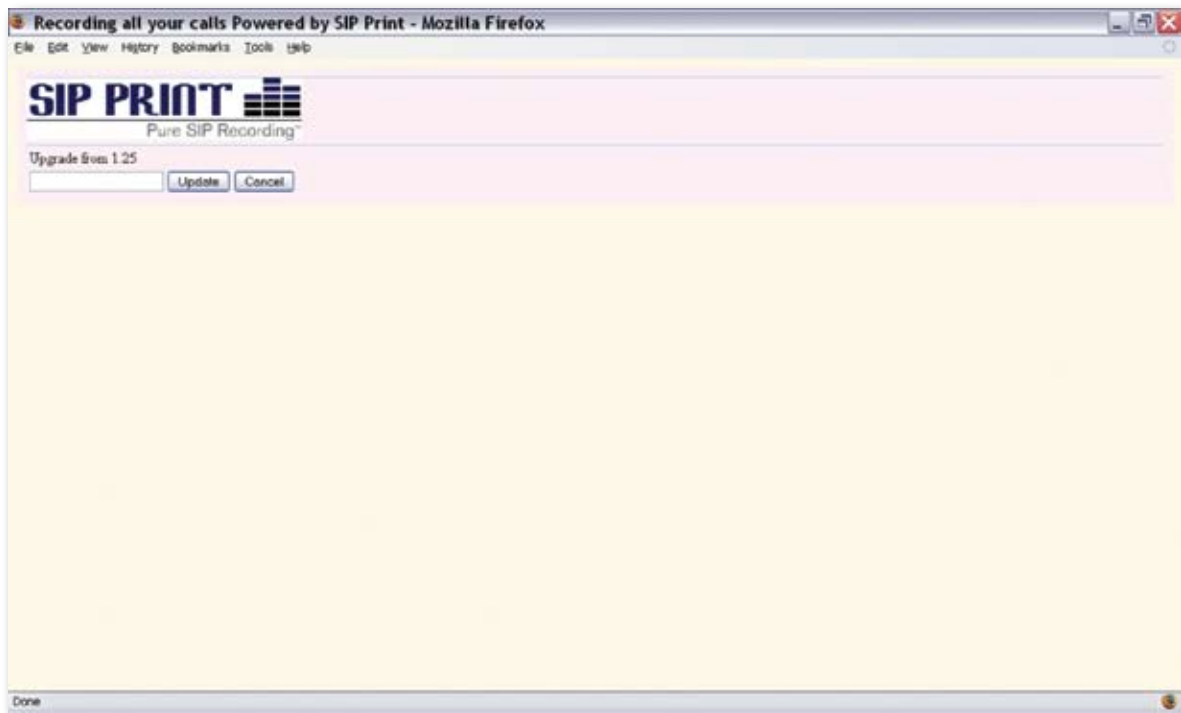 Recording all your calls Powered by SIP Print - Mozilla Firefox
File Edit View History Bookmarks Tools Help
SIP PRINT
Pure SIP Recording™
Upgrade from 1.25
Update Cancel
Done